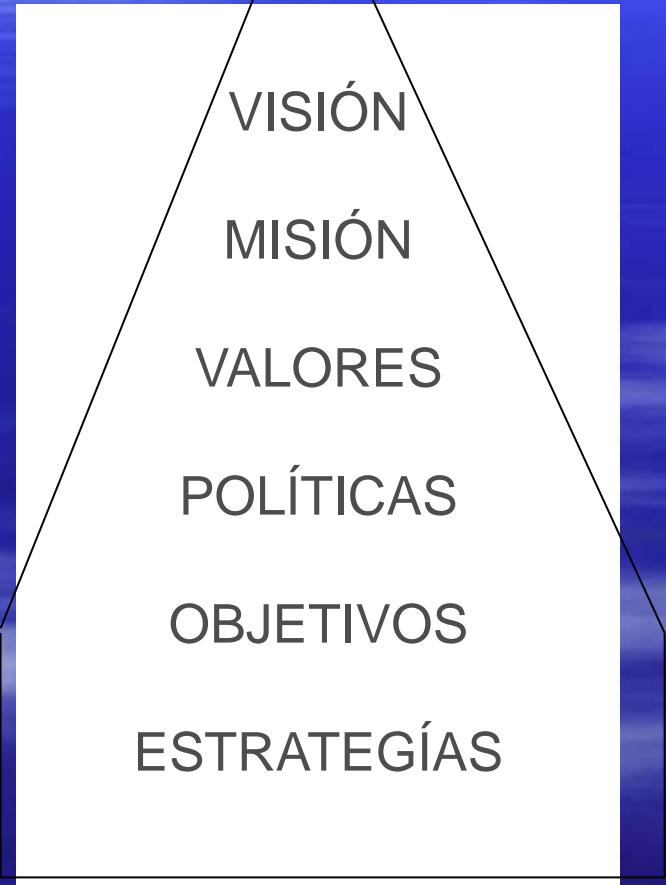 VISIÓN
MISIÓN
VALORES
POLÍTICAS
OBJETIVOS
ESTRATEGÍAS